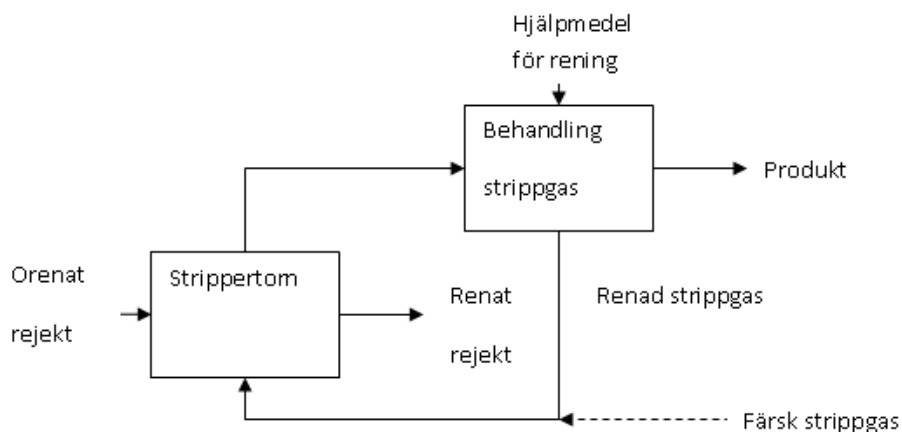 Hjälpmedel
för rening
Behandling
strippgas
Produkt
Orenat
rejekt
Strippertorn
Renat
rejekt
Renad strippgas
Färsk strippgas